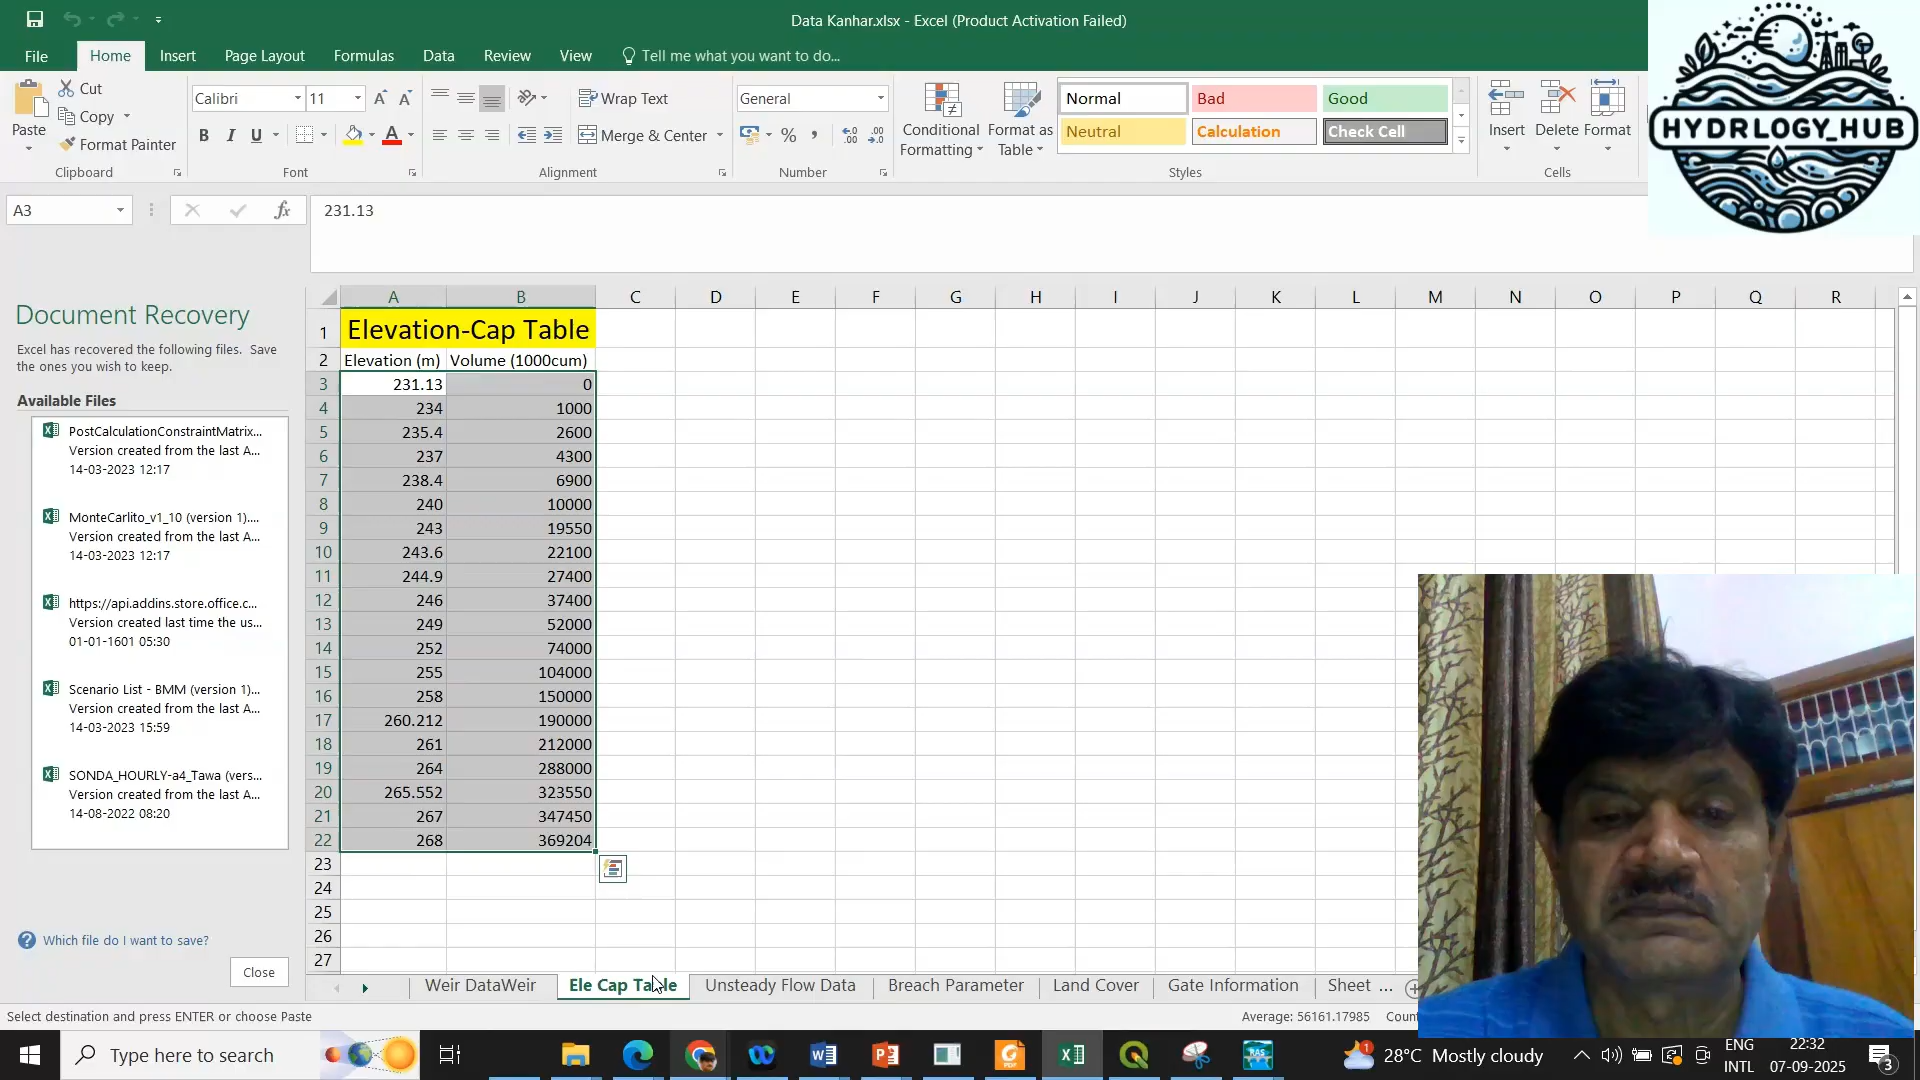 Data Kanhar.xlsx - Excel (Product Activation Failed)
File Home Insert Page Layout Formulas Data Review View Tell me what you want to do...
Paste
Cut
Copy
Format Painter
Clipboard
Calibri 11
B I U
Font
Wrap Text
Merge & Center
Alignment
General
%
Number
Conditional Formatting
Format as Table
Normal Bad Good
Neutral Calculation Check Cell
Styles
Insert Delete Format
Cells
HYDRLOGY_HUB
A3 fx 231.13
Document Recovery
Excel has recovered the following files. Save
the ones you wish to keep.
Available Files
PostCalculationConstraintMatrix...
Version created from the last A...
14-03-2023 12:17
MonteCarlito_v1_10 (version 1)....
Version created from the last A...
14-03-2023 12:17
https://api.addins.store.office.c...
Version created last time the us...
01-01-1601 05:30
Scenario List - BMM (version 1)...
Version created from the last A...
14-03-2023 15:59
SONDA_HOURLY-a4_Tawa (vers...
Version created from the last A...
14-08-2022 08:20
Which file do I want to save?
Close
A B C D E F G H I J K L M N O P Q R
1 Elevation-Cap Table
2 Elevation (m) Volume (1000cum)
3 231.13 0
4 234 1000
5 235.4 2600
6 237 4300
7 238.4 6900
8 240 10000
9 243 19550
10 243.6 22100
11 244.9 27400
12 246 37400
13 249 52000
14 252 74000
15 255 104000
16 258 150000
17 260.212 190000
18 261 212000
19 264 288000
20 265.552 323550
21 267 347450
22 268 369204
23
24
25
26
27
Weir DataWeir Ele Cap Table Unsteady Flow Data Breach Parameter Land Cover Gate Information Sheet ...
Select destination and press ENTER or choose Paste Average: 56161.17985 Coun
Type here to search
28°C Mostly cloudy
ENG
INTL
22:32
07-09-2025
3